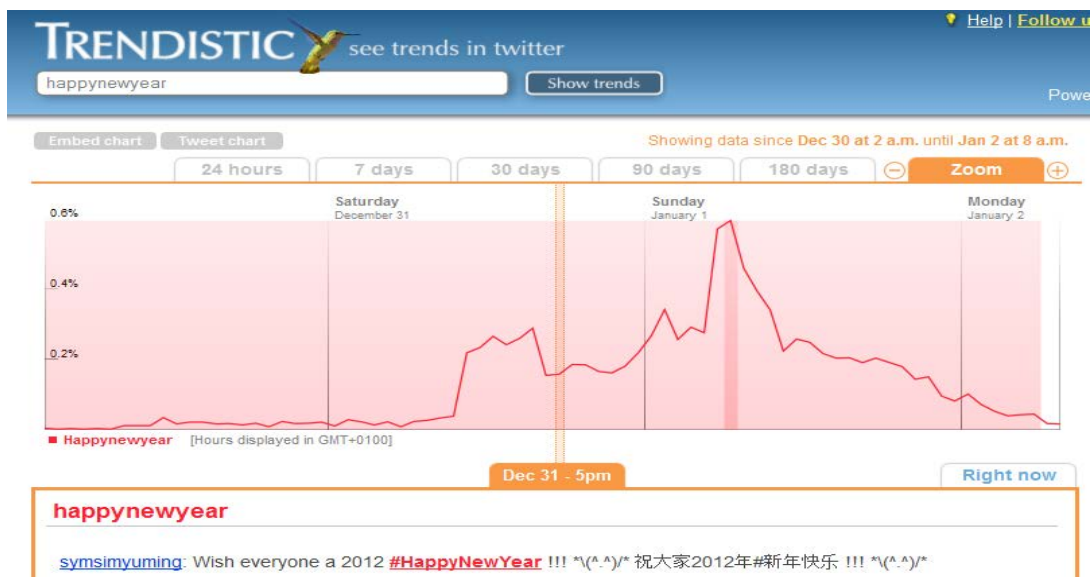 Help | Follow u
TRENDISTIC see trends in twitter
happynewyear Show trends
Powe
Embed chart Tweet chart Showing data since Dec 30 at 2 a.m. until Jan 2 at 8 a.m.
24 hours 7 days 30 days 90 days 180 days Zoom
Saturday Sunday Monday
December 31 January 1 January 2
0.6%
0.4%
0.2%
Happynewyear [Hours displayed in GMT+0100]
Dec 31 - 5pm Right now
happynewyear
symsimyuming: Wish everyone a 2012 #HappyNewYear !!! *\(^.^)/* 祝大家2012年#新年快乐 !!! *\(^.^)/*